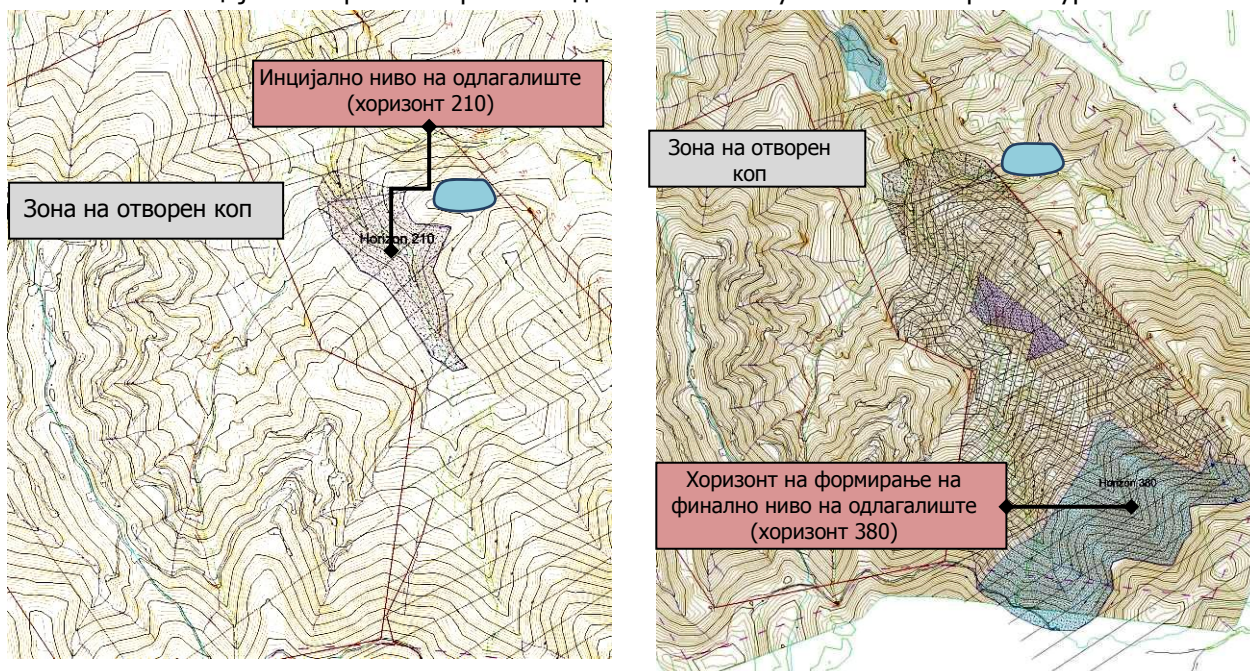 Инцијално ниво на одлагалиште
(хоризонт 210)
Зона на отворен коп
Horizon 210
Зона на отворен
коп
Хоризонт на формирање на
финално ниво на одлагалиште
(хоризонт 380)
Horizon 380